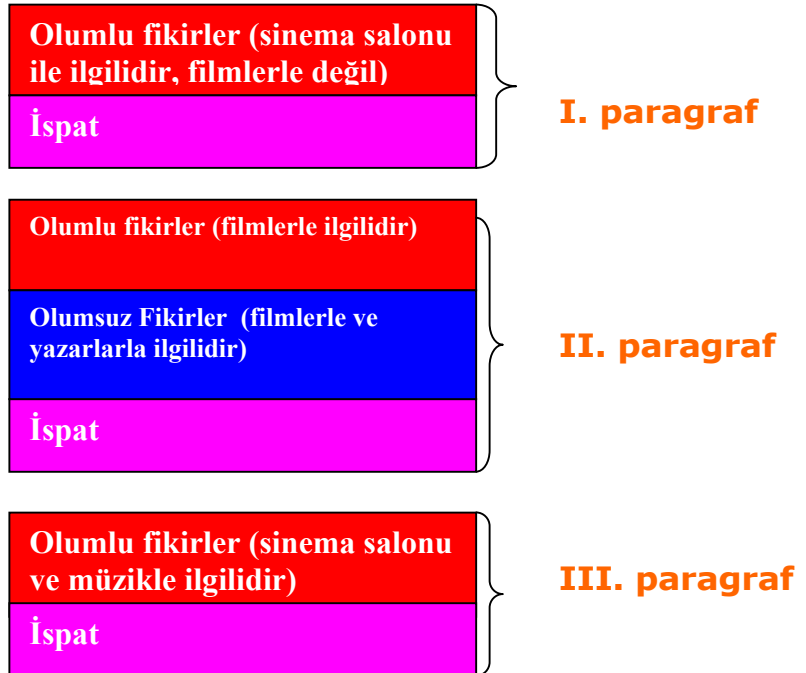 Olumlu fikirler (sinema salonu
ile ilgilidir, filmlerle değil)
İspat
I. paragraf
Olumlu fikirler (filmlerle ilgilidir)
Olumsuz Fikirler (filmlerle ve
yazarlarla ilgilidir)
İspat
II. paragraf
Olumlu fikirler (sinema salonu
ve müzikle ilgilidir)
İspat
III. paragraf